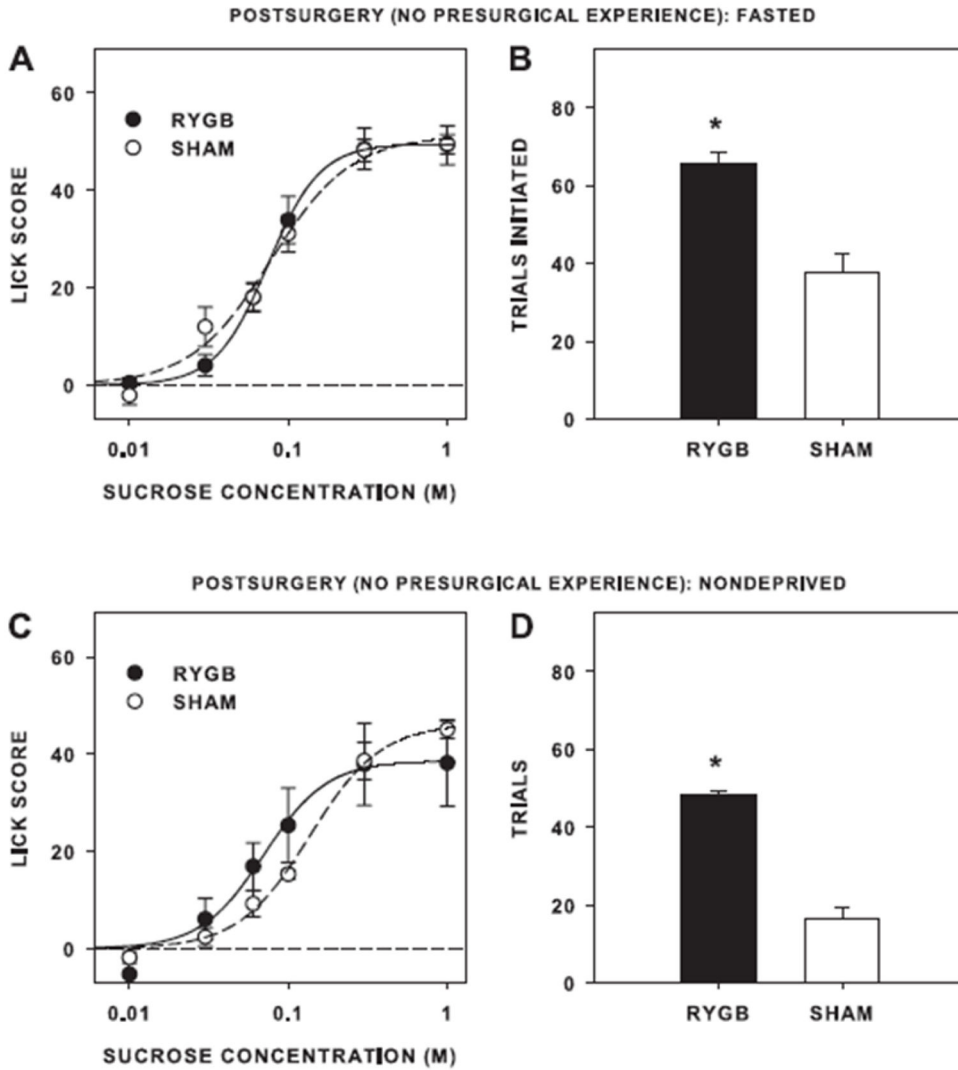 POSTSURGERY (NO PRESURGICAL EXPERIENCE): FASTED
A
LICK SCORE
60
40
20
0
RYGB
SHAM
0.01
0.1
1
SUCROSE CONCENTRATION (M)
B
TRIALS INITIATED
80
60
40
20
0
*
RYGB
SHAM
POSTSURGERY (NO PRESURGICAL EXPERIENCE): NONDEPRIVED
C
LICK SCORE
60
40
20
0
RYGB
SHAM
0.01
0.1
1
SUCROSE CONCENTRATION (M)
D
TRIALS
80
60
40
20
0
*
RYGB
SHAM